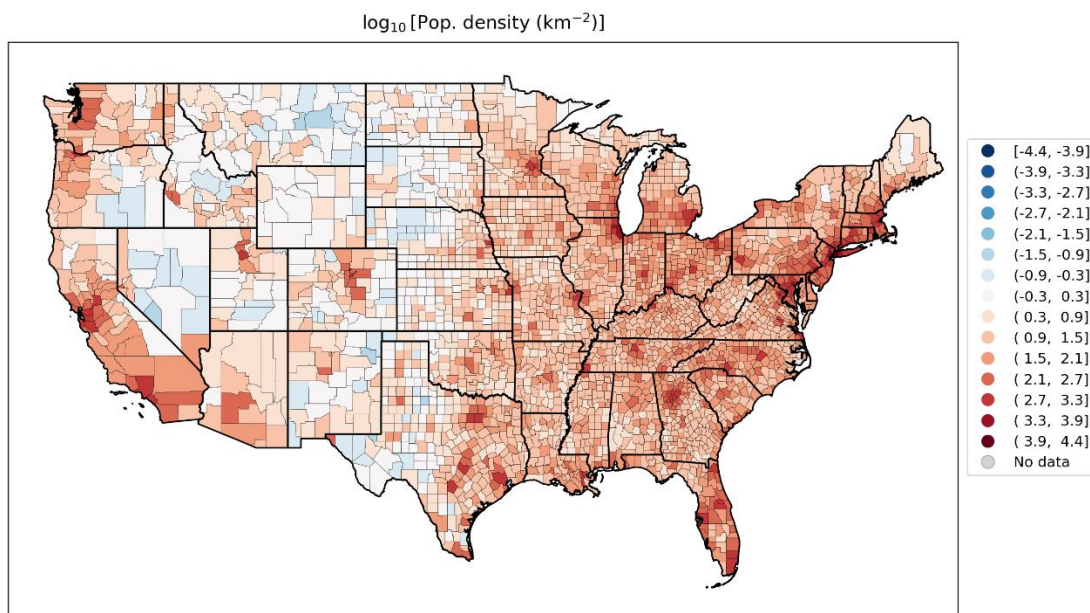 log₁₀ [Pop. density (km⁻²)]
[-4.4, -3.9]
(-3.9, -3.3]
(-3.3, -2.7]
(-2.7, -2.1]
(-2.1, -1.5]
(-1.5, -0.9]
(-0.9, -0.3]
(-0.3,  0.3]
( 0.3,  0.9]
( 0.9,  1.5]
( 1.5,  2.1]
( 2.1,  2.7]
( 2.7,  3.3]
( 3.3,  3.9]
( 3.9,  4.4]
No data